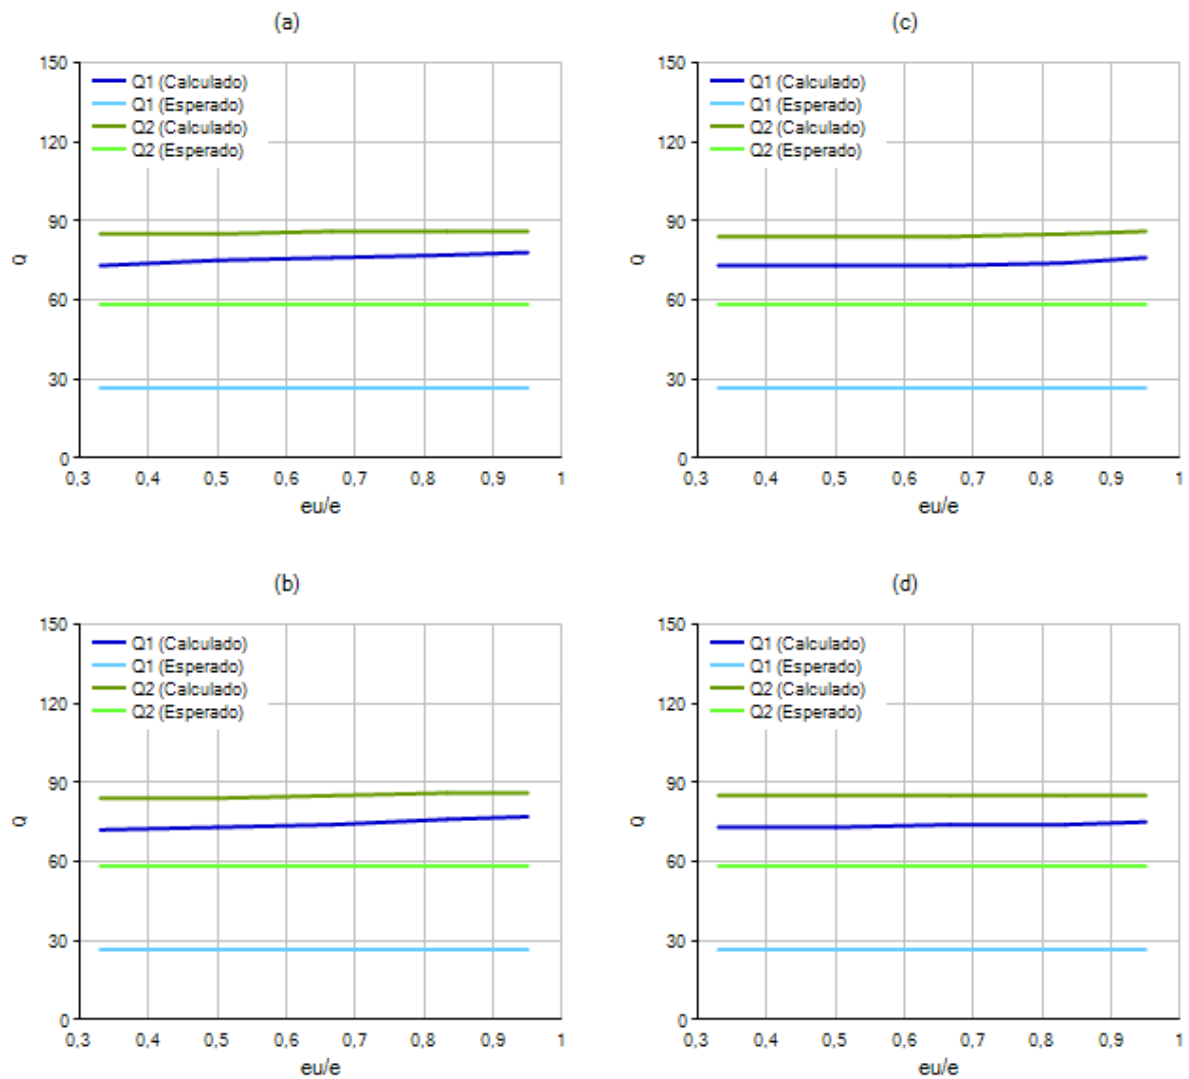 (a)
150
120
90
60
30
0
Q
Q1 (Calculado)
Q1 (Esperado)
Q2 (Calculado)
Q2 (Esperado)
0,3 0,4 0,5 0,6 0,7 0,8 0,9 1
eu/e
(c)
150
120
90
60
30
0
Q
Q1 (Calculado)
Q1 (Esperado)
Q2 (Calculado)
Q2 (Esperado)
0,3 0,4 0,5 0,6 0,7 0,8 0,9 1
eu/e
(b)
150
120
90
60
30
0
Q
Q1 (Calculado)
Q1 (Esperado)
Q2 (Calculado)
Q2 (Esperado)
0,3 0,4 0,5 0,6 0,7 0,8 0,9 1
eu/e
(d)
150
120
90
60
30
0
Q
Q1 (Calculado)
Q1 (Esperado)
Q2 (Calculado)
Q2 (Esperado)
0,3 0,4 0,5 0,6 0,7 0,8 0,9 1
eu/e